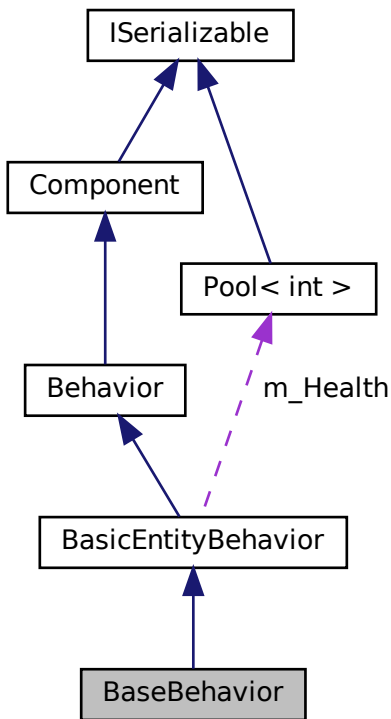 ISerializable
Component
Pool< int >
Behavior
m_Health
BasicEntityBehavior
BaseBehavior